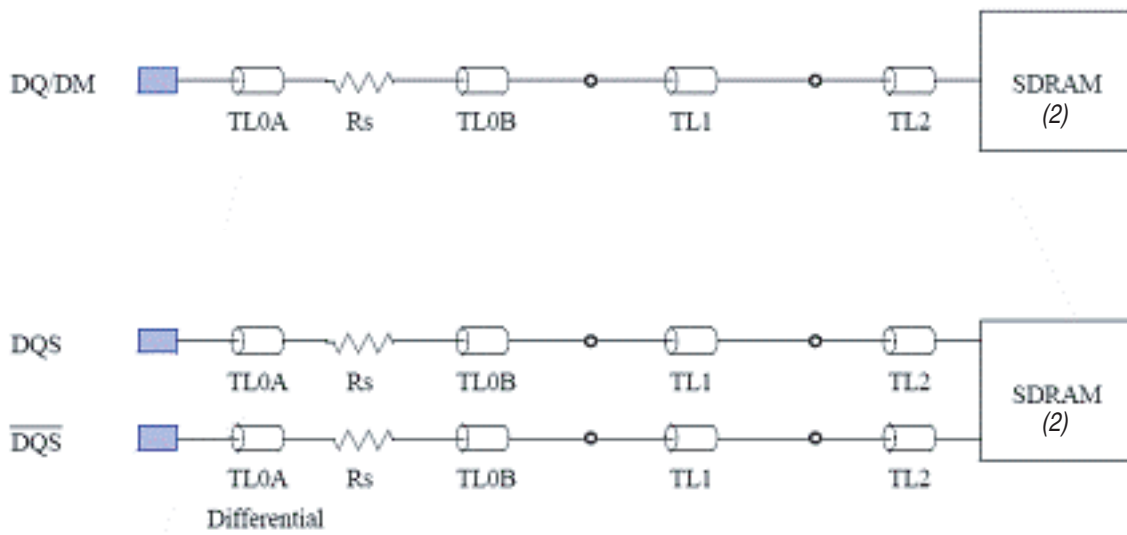 DQ/DM
TL0A Rs TL0B TL1 TL2
SDRAM
(2)
DQS
TL0A Rs TL0B TL1 TL2
SDRAM
(2)
D̅Q̅S̅
TL0A Rs TL0B TL1 TL2
Differential